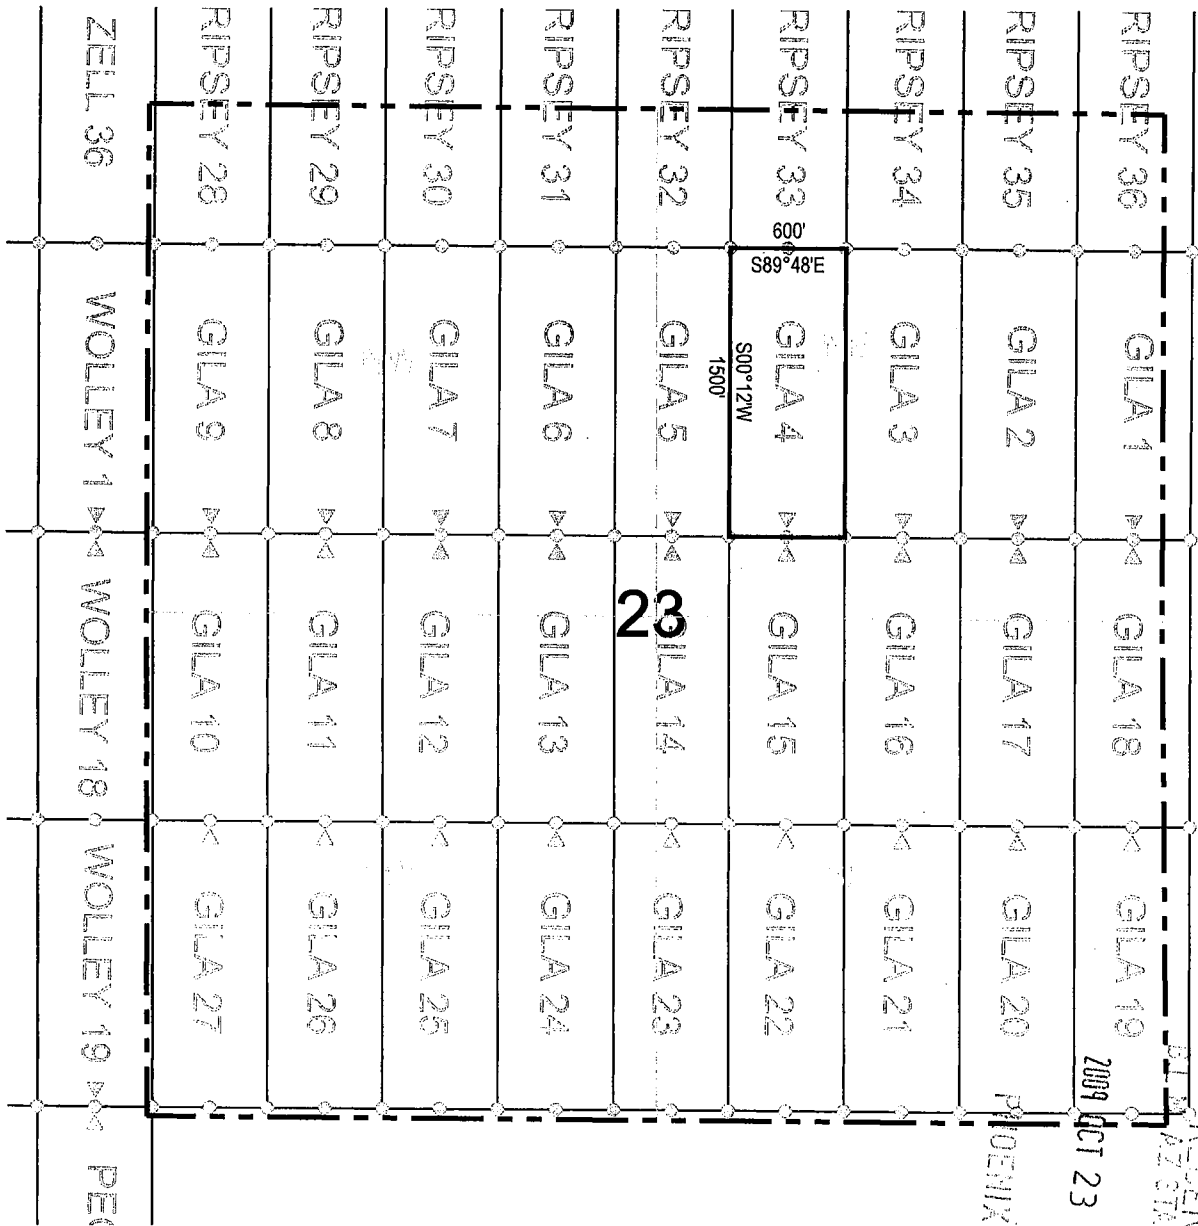 ZELL 36
RIPSEY 28
RIPSEY 29
RIPSEY 30
RIPSEY 31
RIPSEY 32
RIPSEY 33
RIPSEY 34
RIPSEY 35
RIPSEY 36
600'
S89°48'E
WOLLEY 1
GILA 9
GILA 8
GILA 7
GILA 6
GILA 5
S00°12'W
1500'
GILA 4
GILA 3
GILA 2
GILA 1
23
WOLLEY 18
GILA 10
GILA 11
GILA 12
GILA 13
GILA 14
GILA 15
GILA 16
GILA 17
GILA 18
WOLLEY 19
GILA 27
GILA 26
GILA 25
GILA 24
GILA 23
GILA 22
GILA 21
GILA 20
GILA 19
2009 OCT 23
PHOENIX